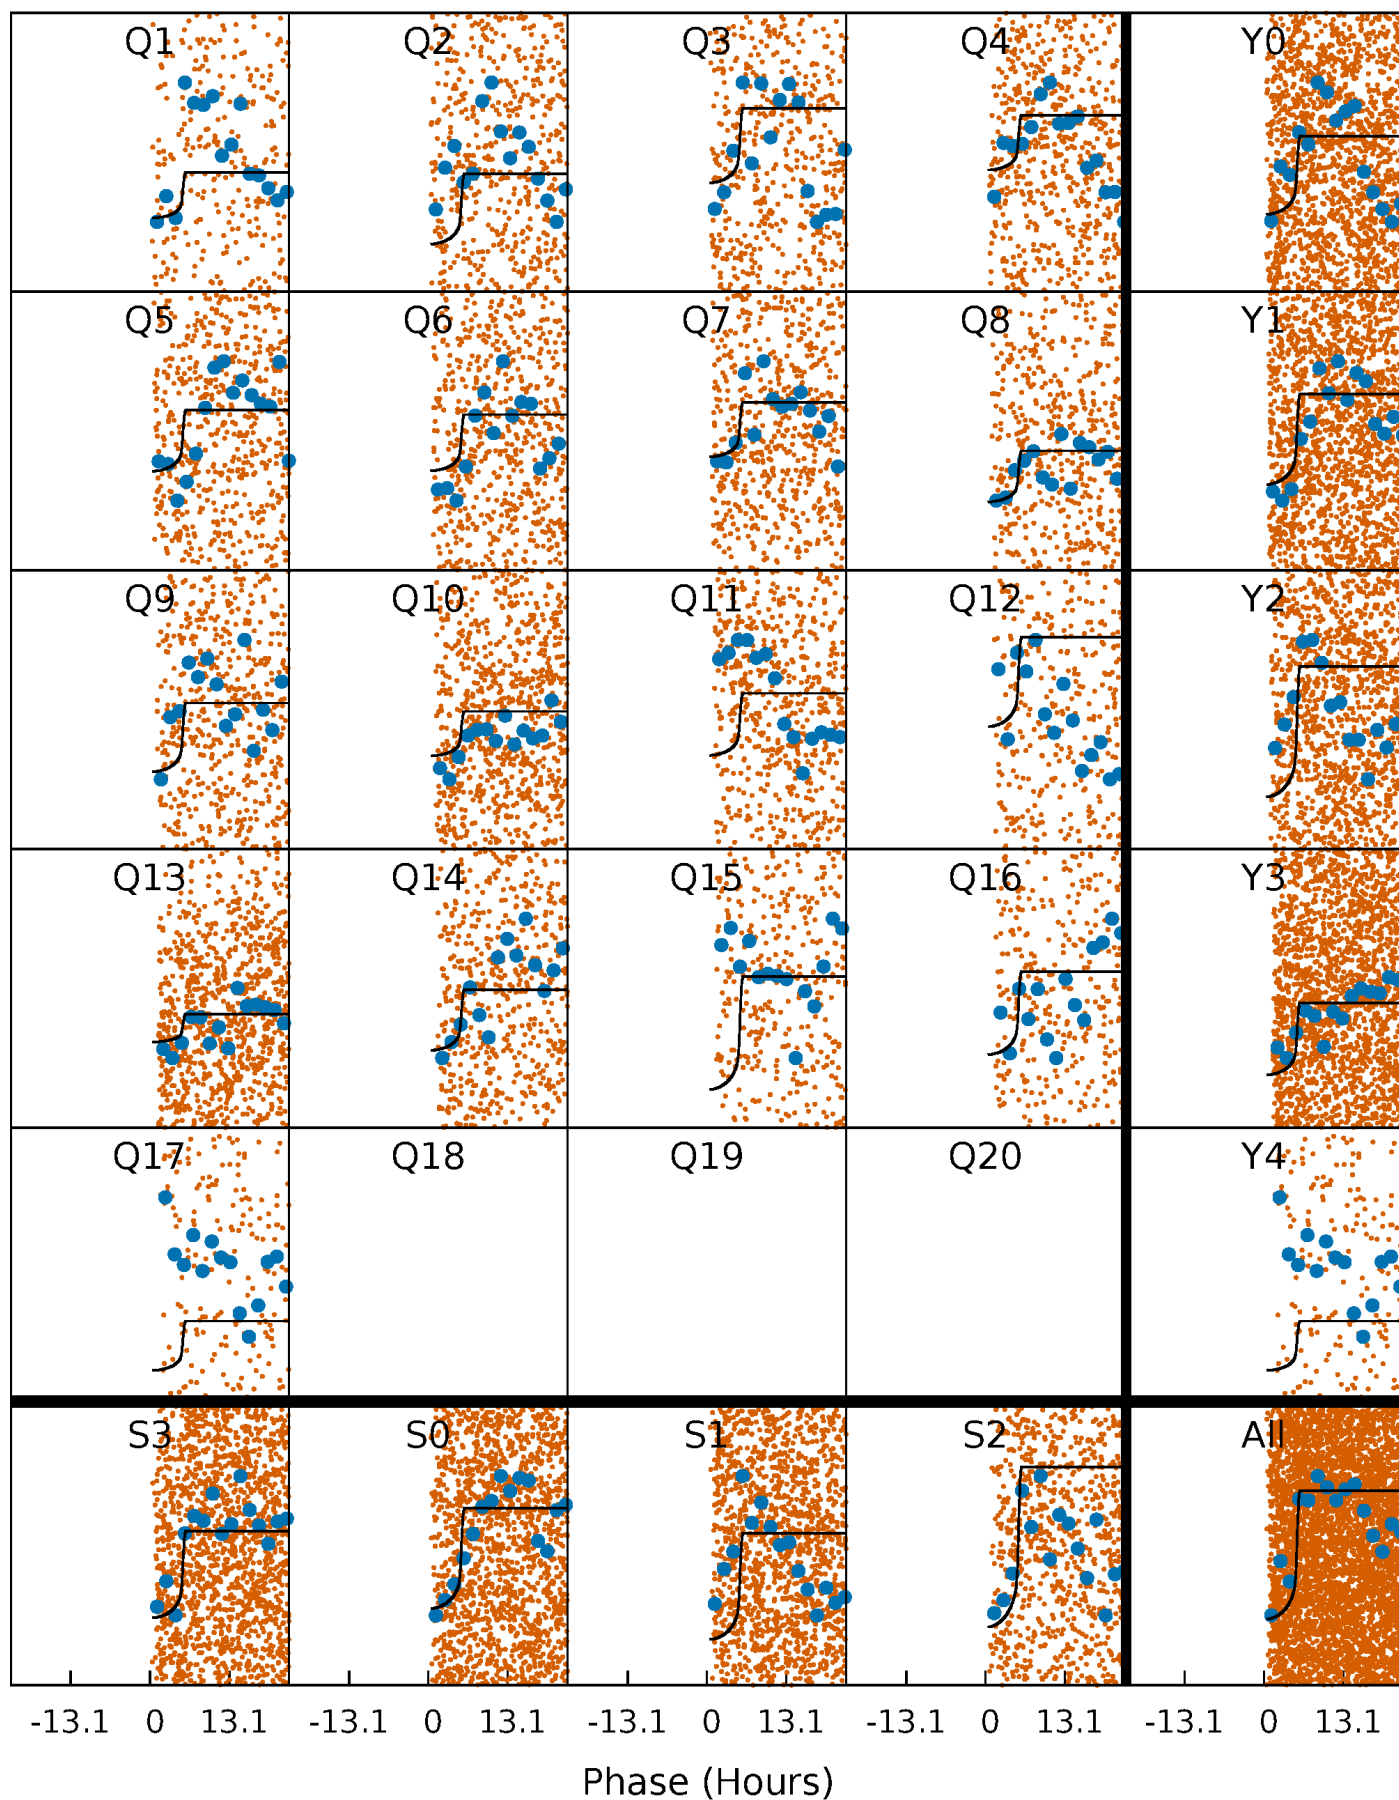 Q1 Q2 Q3 Q4 Y0
Q5 Q6 Q7 Q8 Y1
Q9 Q10 Q11 Q12 Y2
Q13 Q14 Q15 Q16 Y3
Q17 Q18 Q19 Q20 Y4
S3 S0 S1 S2 All
-13.1 0 13.1 -13.1 0 13.1 -13.1 0 13.1 -13.1 0 13.1 -13.1 0 13.1
Phase (Hours)